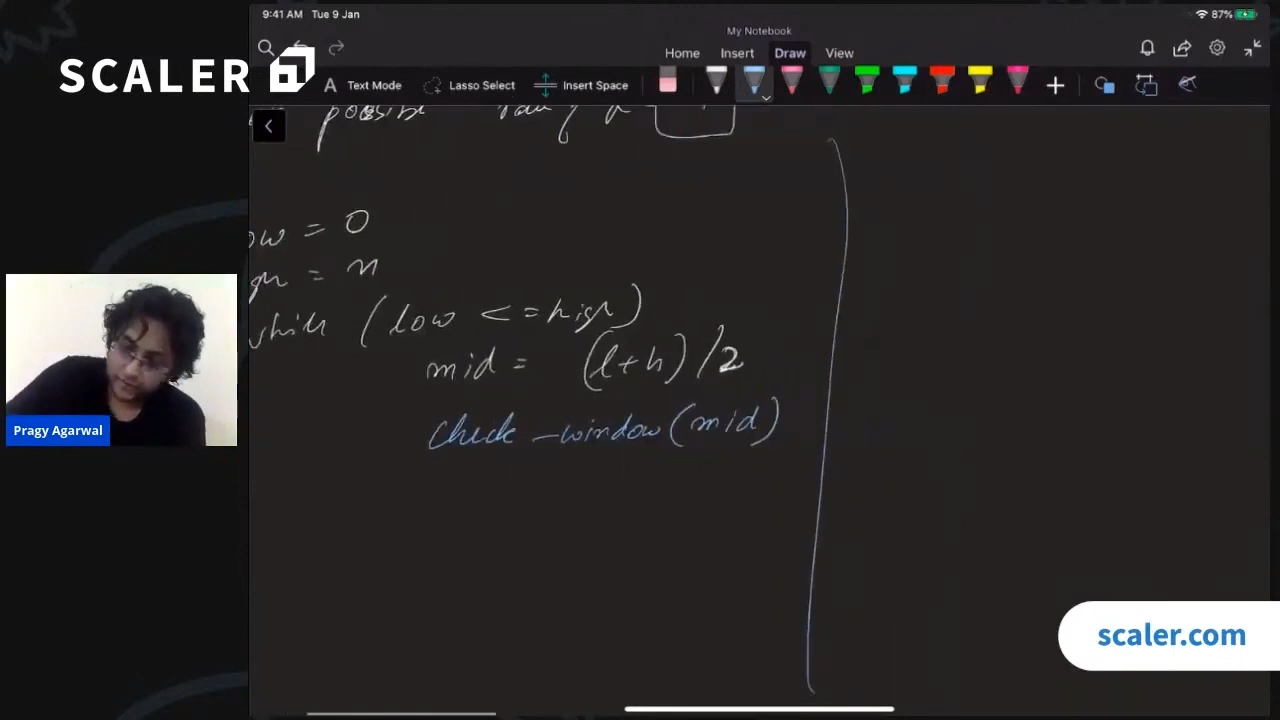 9:41 AM Tue 9 Jan
87%
My Notebook
Home Insert Draw View
SCALER
Text Mode Lasso Select Insert Space
possible
ow = 0
= n
(low <= high)
mid = (l+h)/2
check_window(mid)
Pragy Agarwal
scaler.com